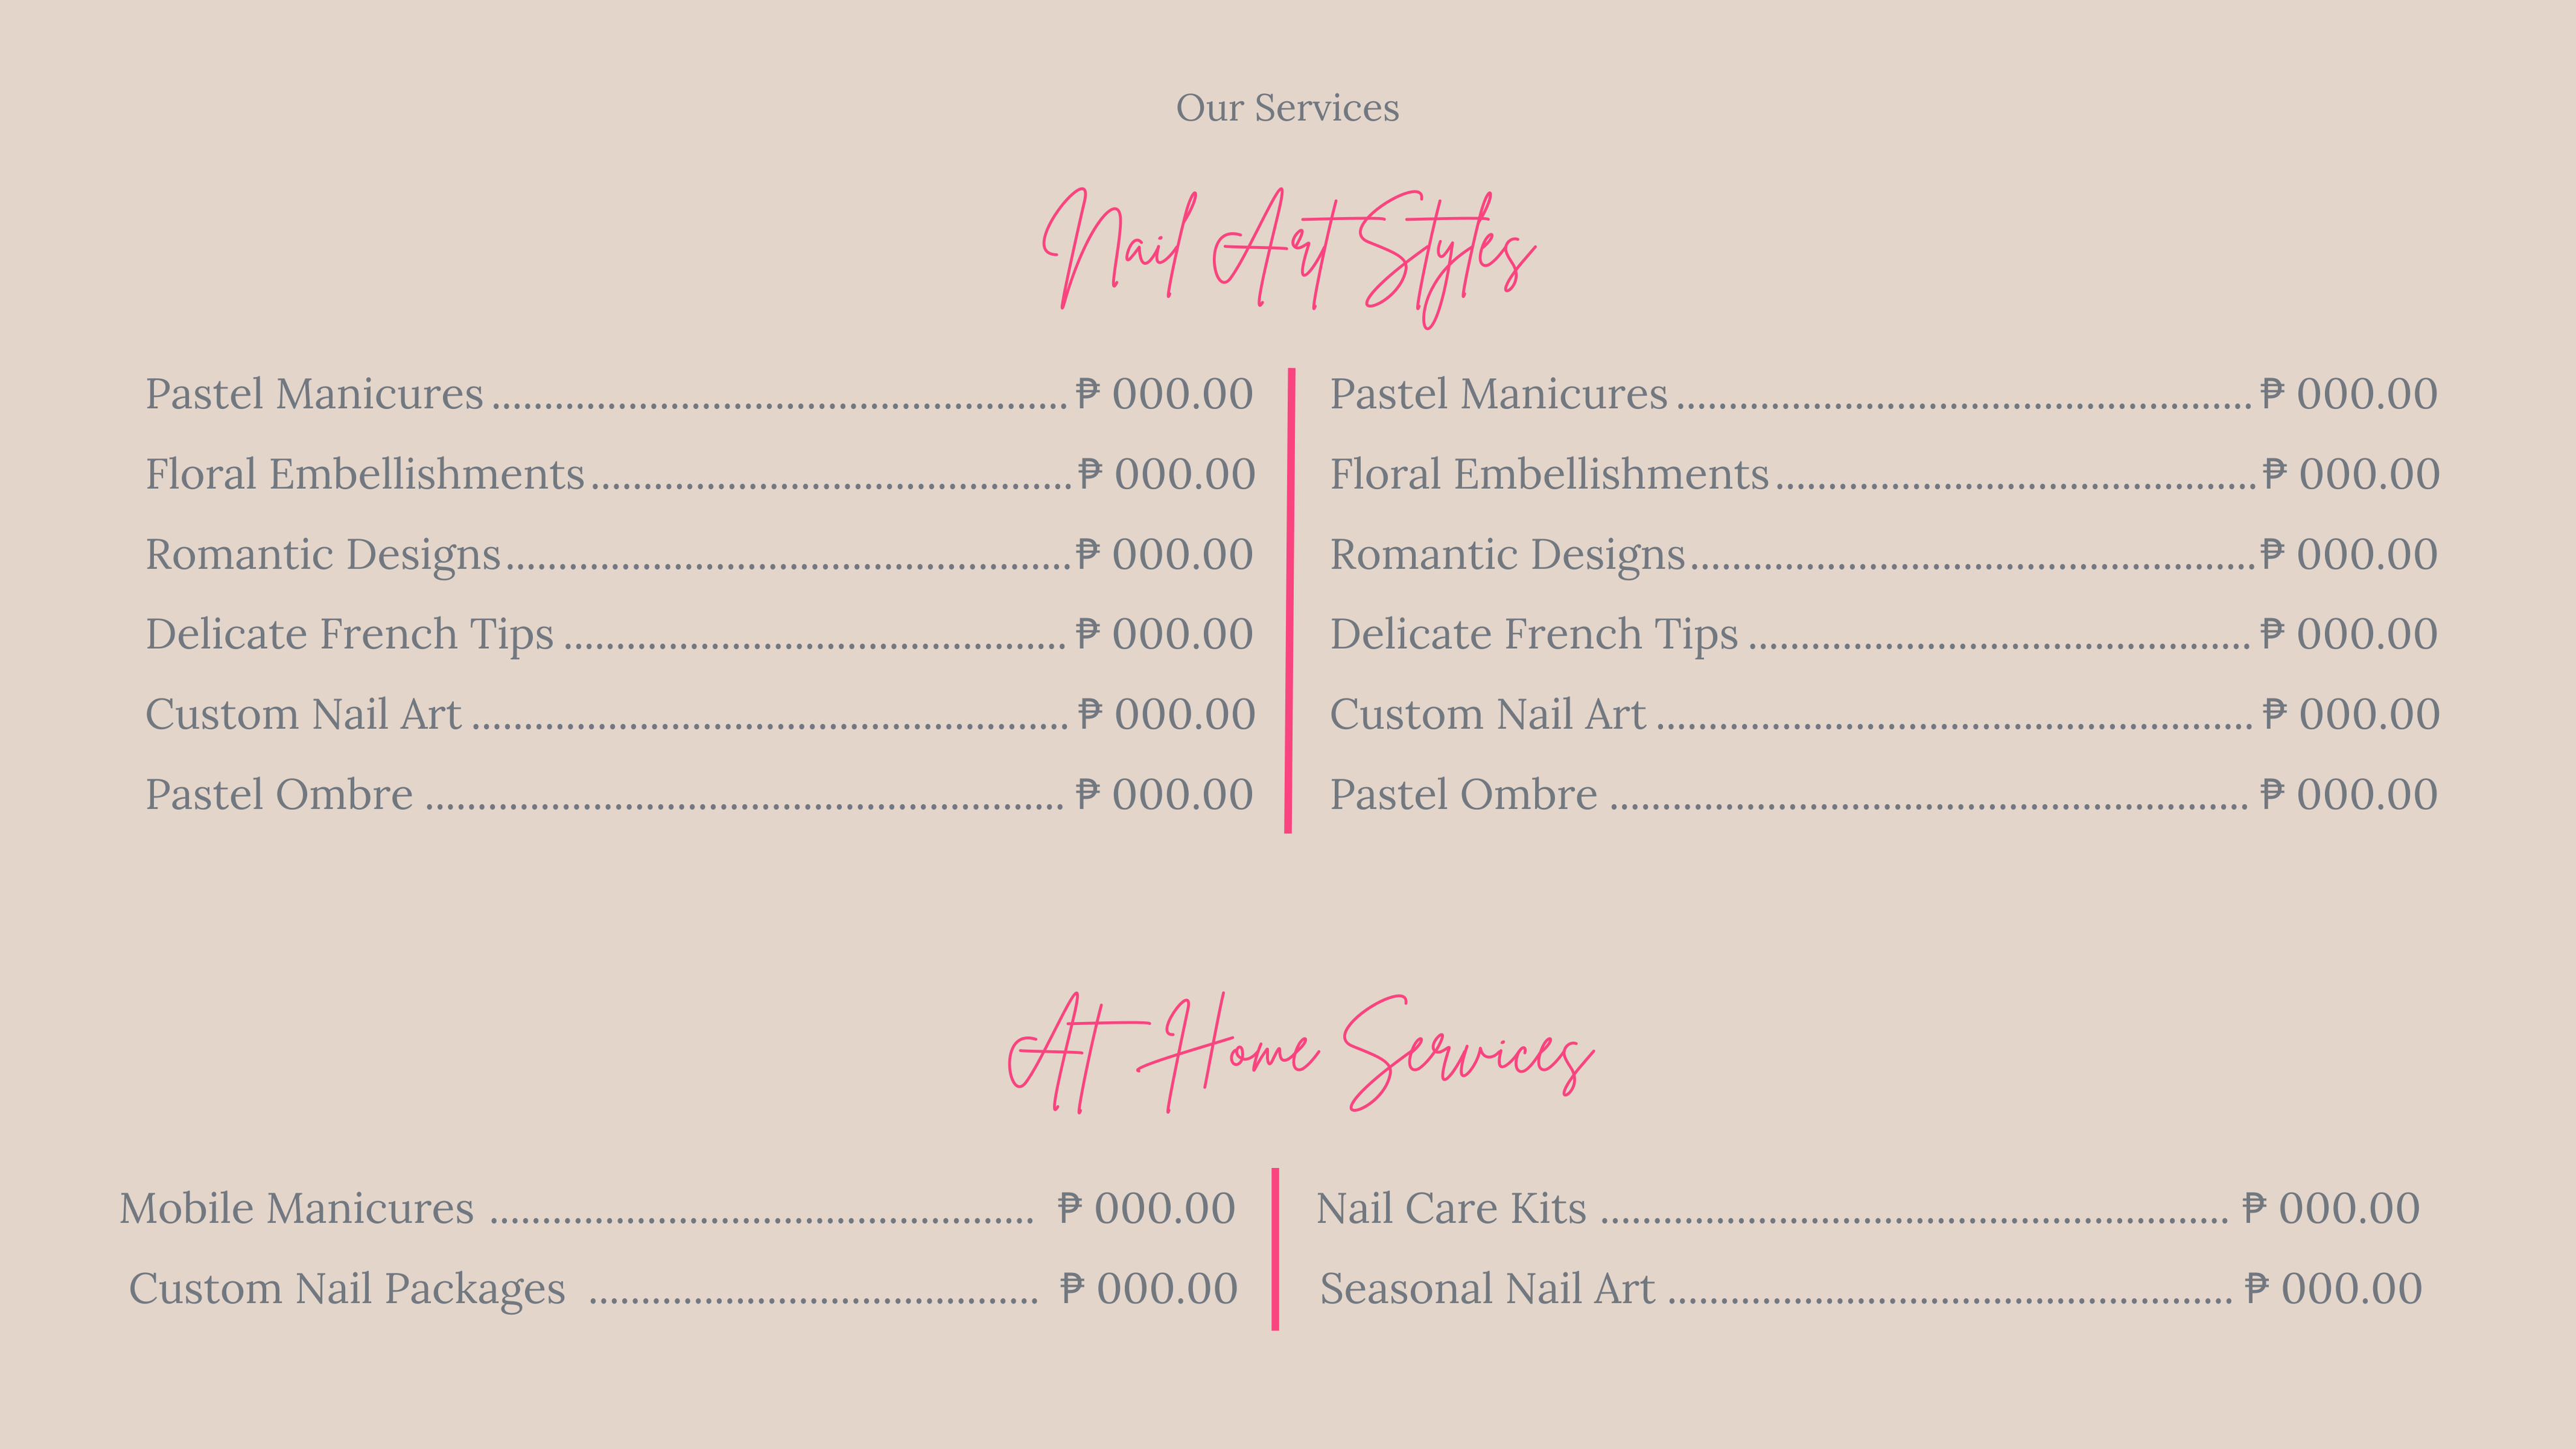 Our Services
Nail Art Styles
Pastel Manicures ........................................................ ₱ 000.00
Floral Embellishments ............................................... ₱ 000.00
Romantic Designs ....................................................... ₱ 000.00
Delicate French Tips ................................................. ₱ 000.00
Custom Nail Art .......................................................... ₱ 000.00
Pastel Ombre .............................................................. ₱ 000.00
Pastel Manicures ........................................................ ₱ 000.00
Floral Embellishments ............................................... ₱ 000.00
Romantic Designs ....................................................... ₱ 000.00
Delicate French Tips ................................................. ₱ 000.00
Custom Nail Art .......................................................... ₱ 000.00
Pastel Ombre .............................................................. ₱ 000.00
At Home Services
Mobile Manicures ..................................................... ₱ 000.00
Custom Nail Packages ............................................ ₱ 000.00
Nail Care Kits ............................................................. ₱ 000.00
Seasonal Nail Art ....................................................... ₱ 000.00